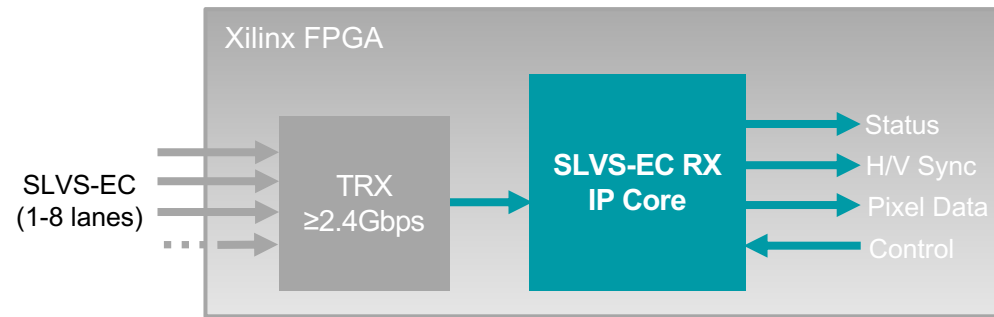 Xilinx FPGA
SLVS-EC
(1-8 lanes)
TRX
≥2.4Gbps
SLVS-EC RX
IP Core
Status
H/V Sync
Pixel Data
Control